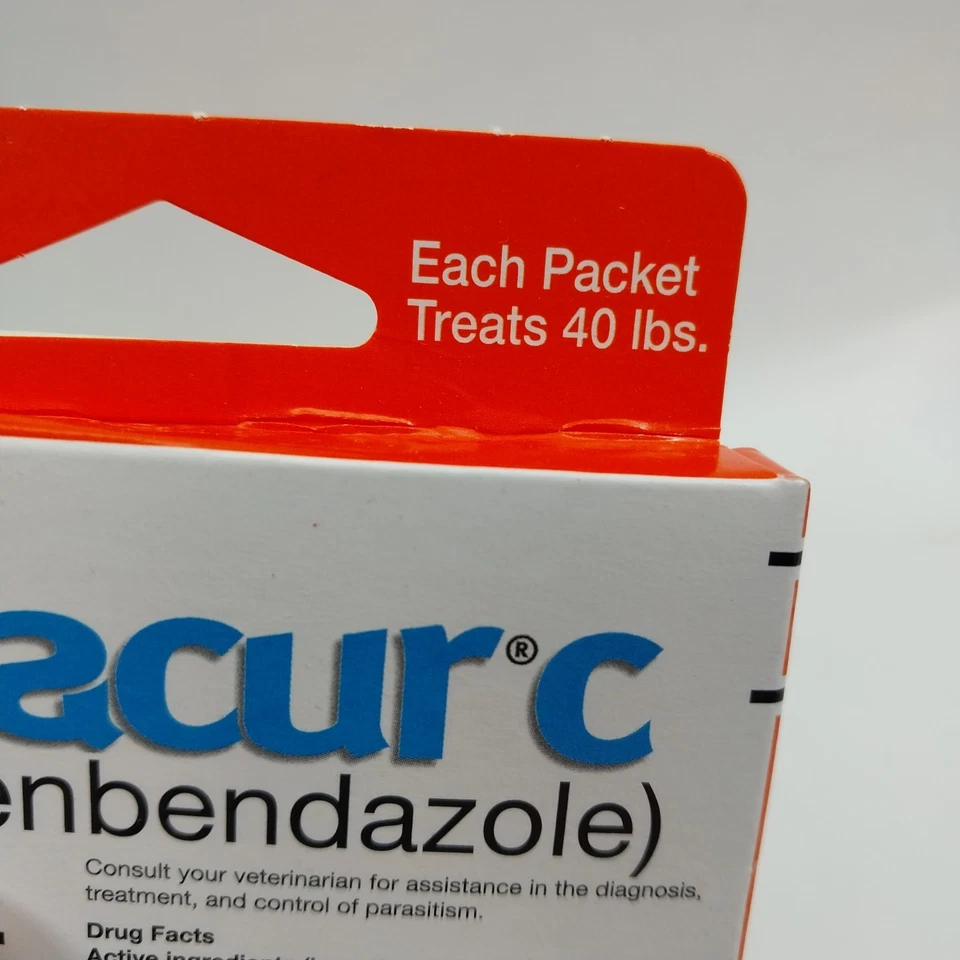 Each Packet
Treats 40 lbs.
acur® c
enbendazole)
Consult your veterinarian for assistance in the diagnosis,
treatment, and control of parasitism.
Drug Facts
Active